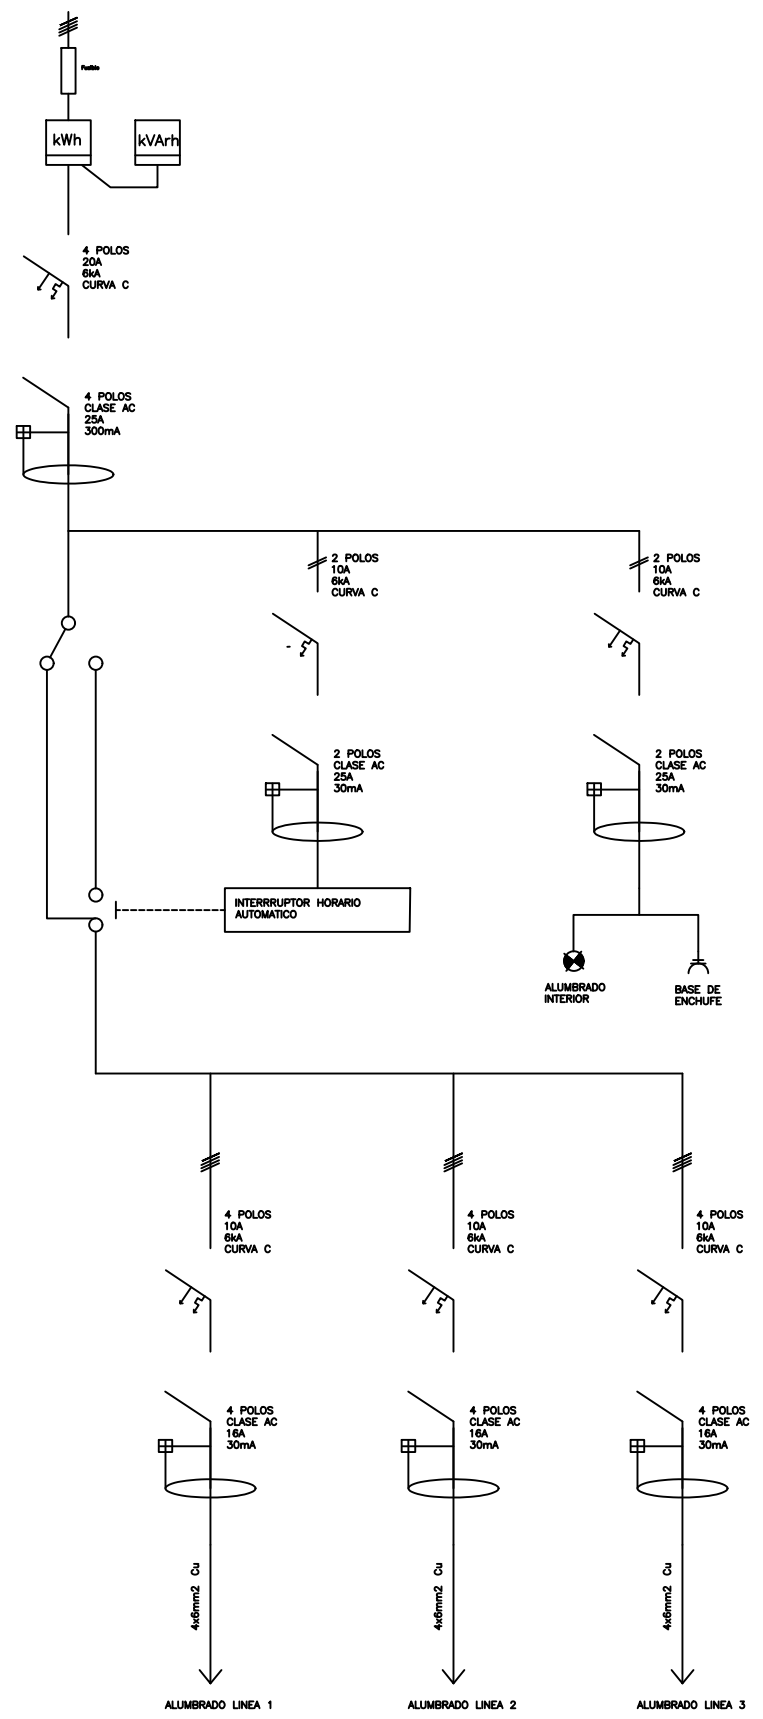 Fusible
kWh
kVArh
4 POLOS
20A
6kA
CURVA C
4 POLOS
CLASE AC
25A
300mA
2 POLOS
10A
6kA
CURVA C
2 POLOS
10A
6kA
CURVA C
2 POLOS
CLASE AC
25A
30mA
2 POLOS
CLASE AC
25A
30mA
INTERRRUPTOR HORARIO
AUTOMATICO
ALUMBRADO
INTERIOR
BASE DE
ENCHUFE
4 POLOS
10A
6kA
CURVA C
4 POLOS
10A
6kA
CURVA C
4 POLOS
10A
6kA
CURVA C
4 POLOS
CLASE AC
16A
30mA
4 POLOS
CLASE AC
16A
30mA
4 POLOS
CLASE AC
16A
30mA
4x6mm2 Cu
4x6mm2 Cu
4x6mm2 Cu
ALUMBRADO LINEA 1
ALUMBRADO LINEA 2
ALUMBRADO LINEA 3